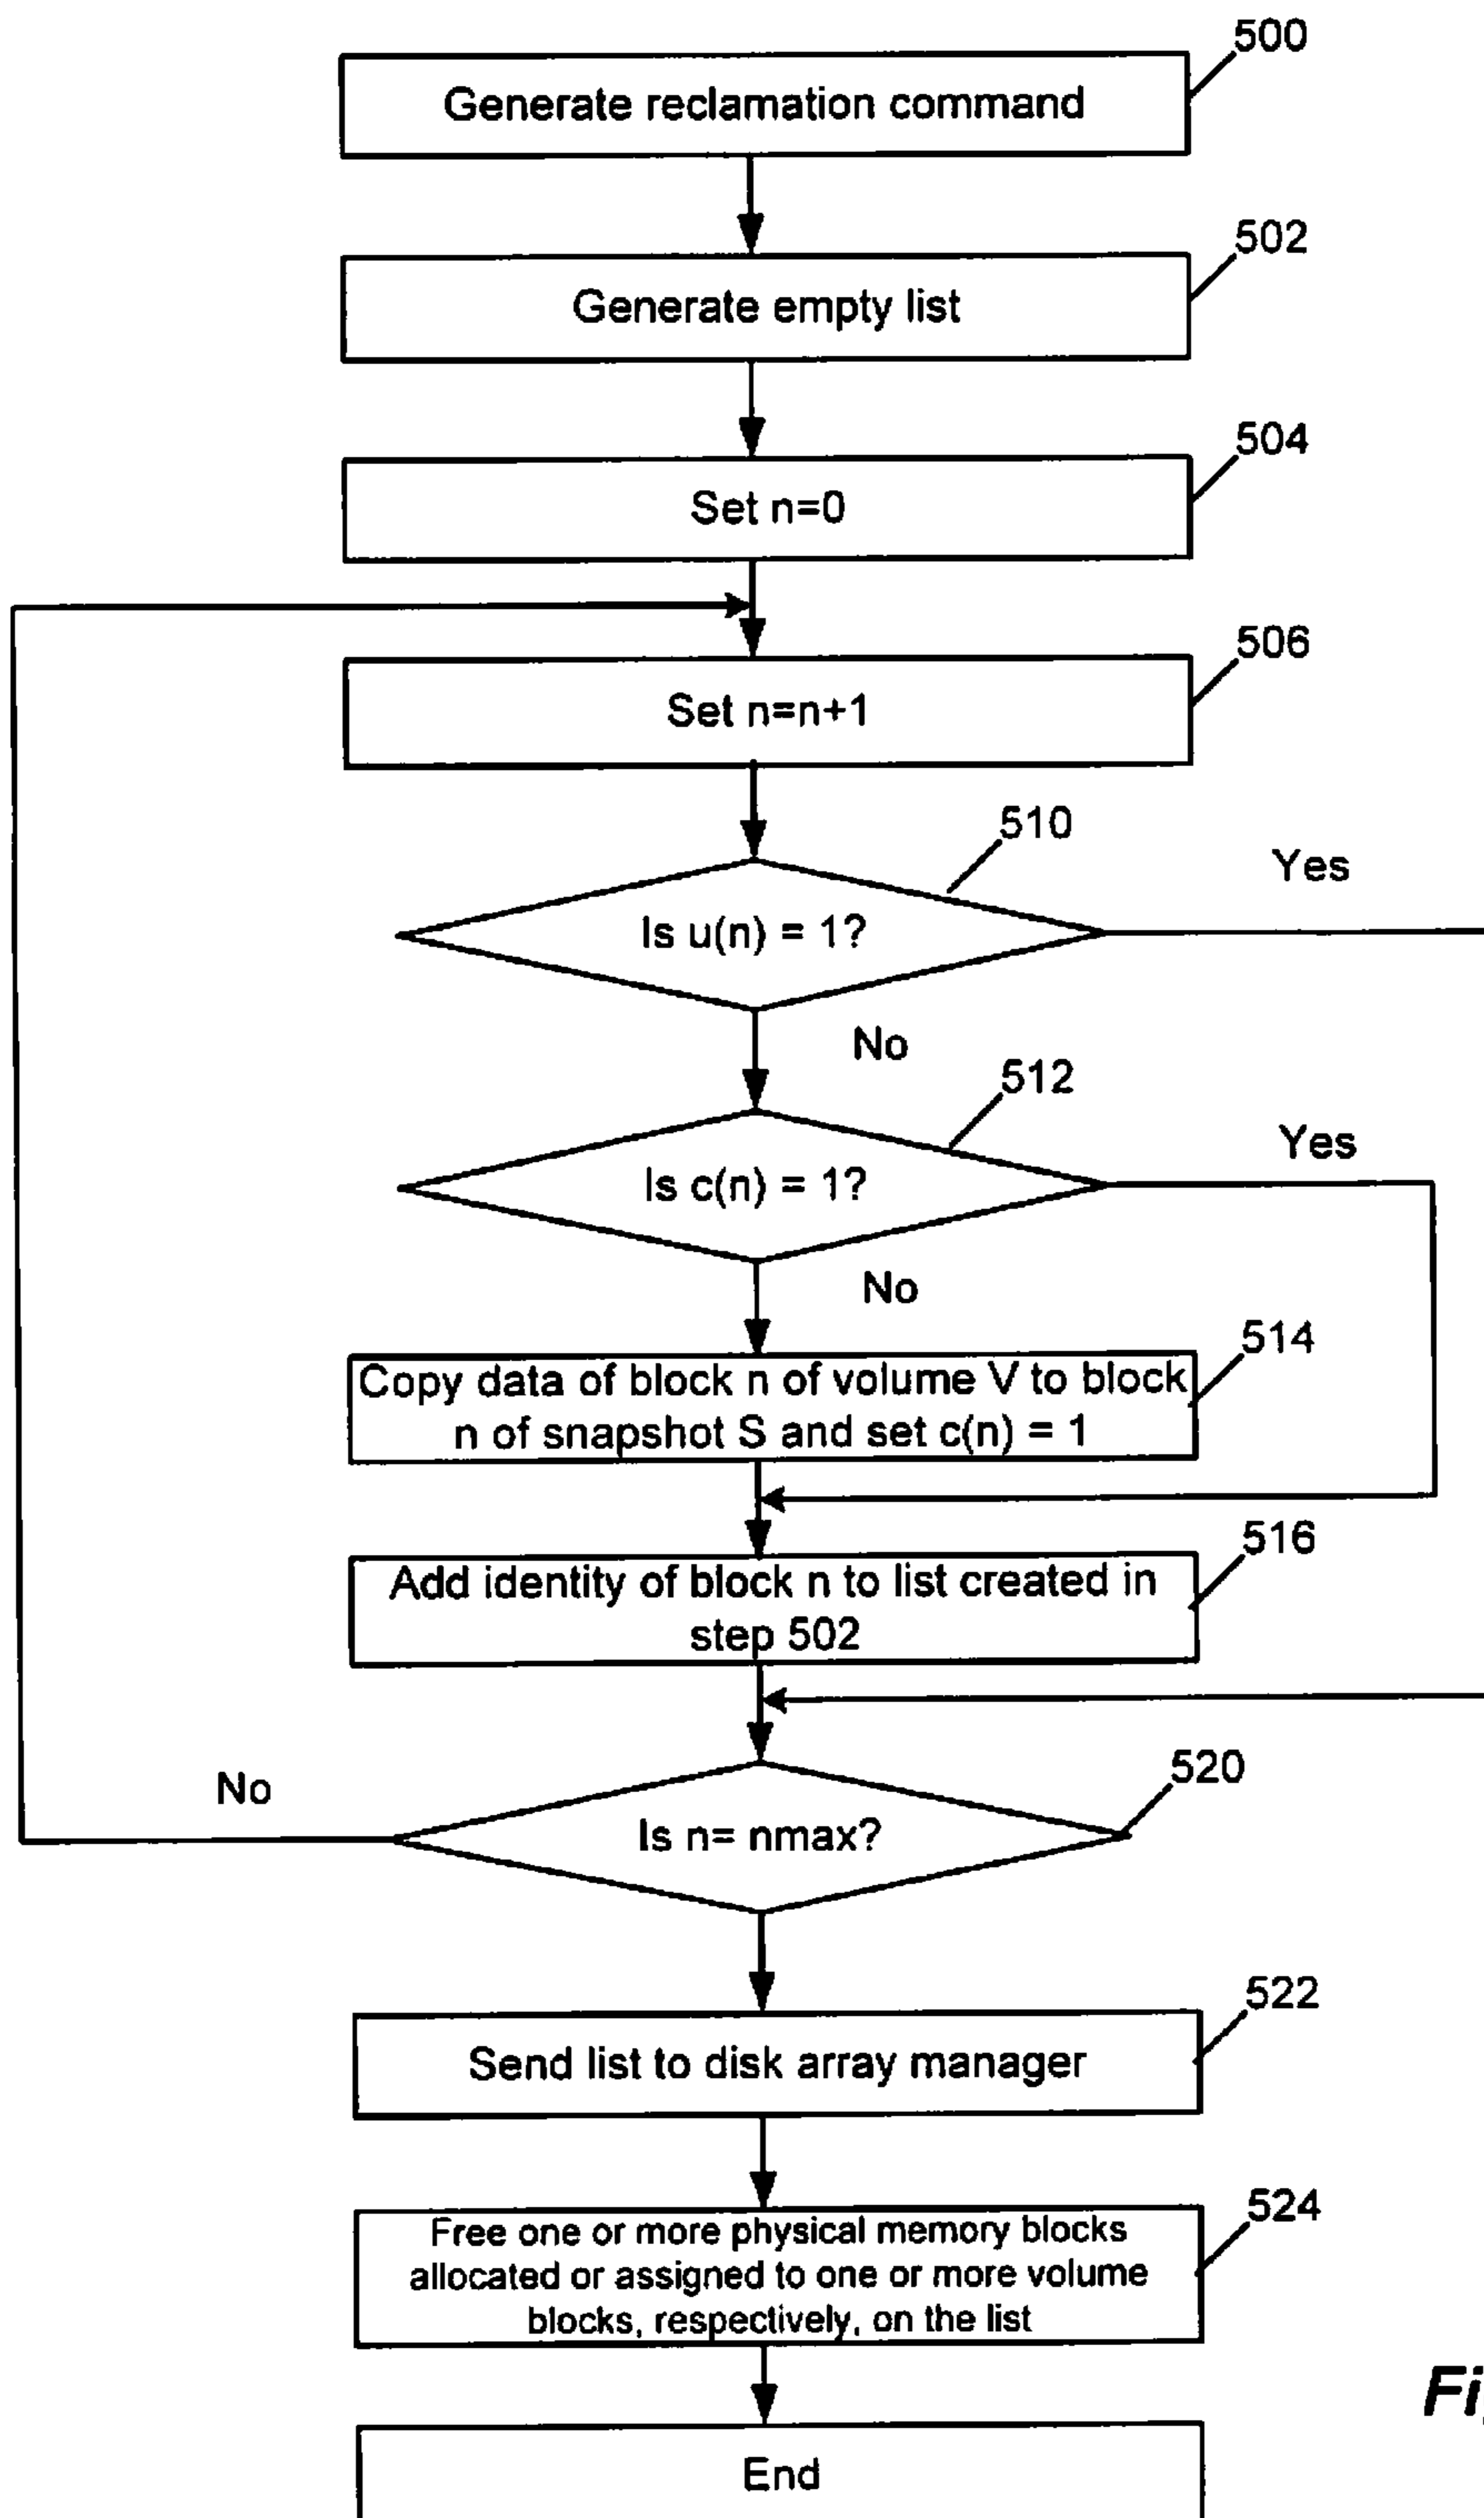 500
Generate reclamation command
502
Generate empty list
504
Set n=0
506
Set n=n+1
510
Yes
Is u(n) = 1?
No
512
Yes
Is c(n) = 1?
No
514
Copy data of block n of volume V to block
n of snapshot S and set c(n) = 1
516
Add identity of block n to list created in
step 502
520
No
Is n= nmax?
522
Send list to disk array manager
524
Free one or more physical memory blocks
allocated or assigned to one or more volume
blocks, respectively, on the list
End